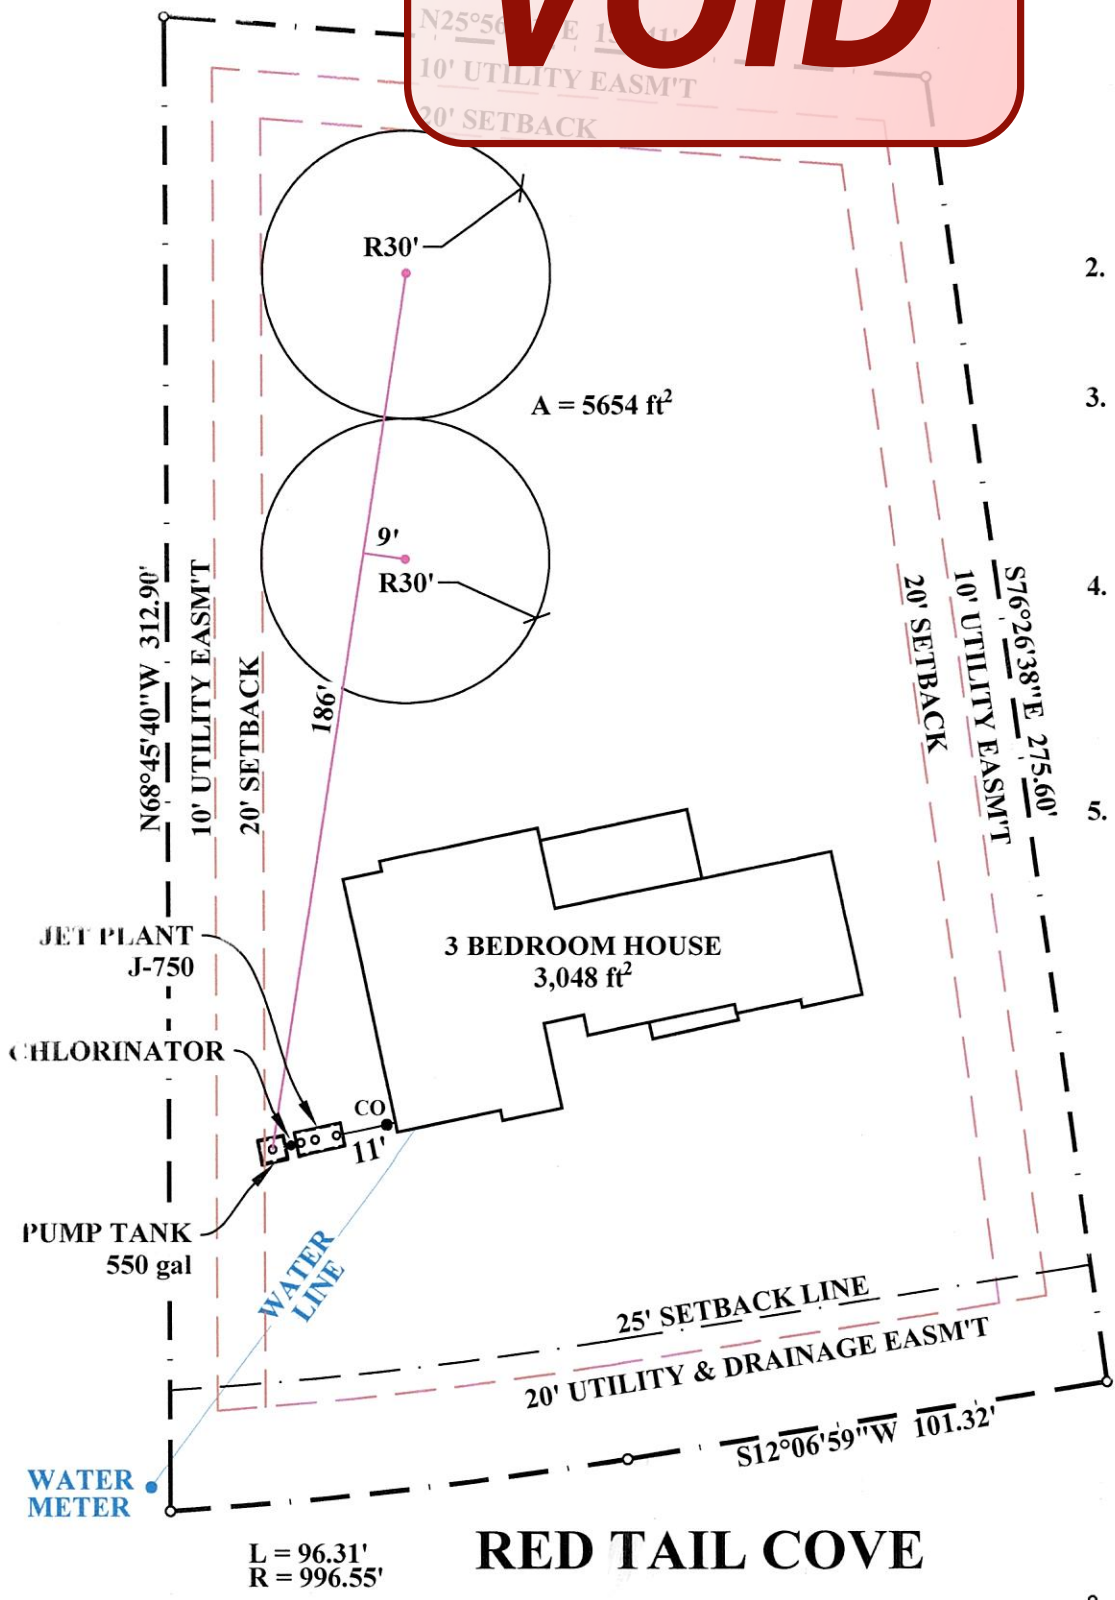 VOID
10' UTILITY EASM'T
20' SETBACK
R30'
2.
A = 5654 ft²
3.
9'
R30'
4.
N68°45'40"W 312.90'
10' UTILITY EASM'T
20' SETBACK
186'
20' SETBACK
10' UTILITY EASM'T
S76°26'38"E 275.60'
5.
JET PLANT
J-750
3 BEDROOM HOUSE
3,048 ft²
CHLORINATOR
CO
11'
PUMP TANK
550 gal
WATER
LINE
25' SETBACK LINE
20' UTILITY & DRAINAGE EASM'T
S12°06'59"W 101.32'
WATER
METER
L = 96.31'
R = 996.55'
RED TAIL COVE